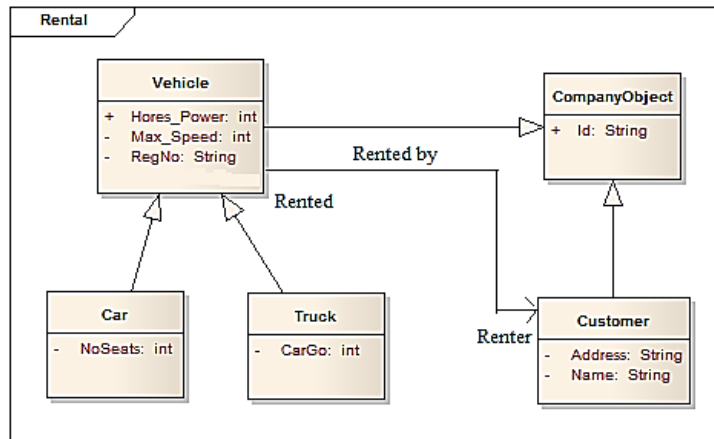 Rental
Vehicle
+ Hores_Power: int
- Max_Speed: int
- RegNo: String
CompanyObject
+ Id: String
Rented by
Rented
Car
- NoSeats: int
Truck
- CarGo: int
Renter
Customer
- Address: String
- Name: String